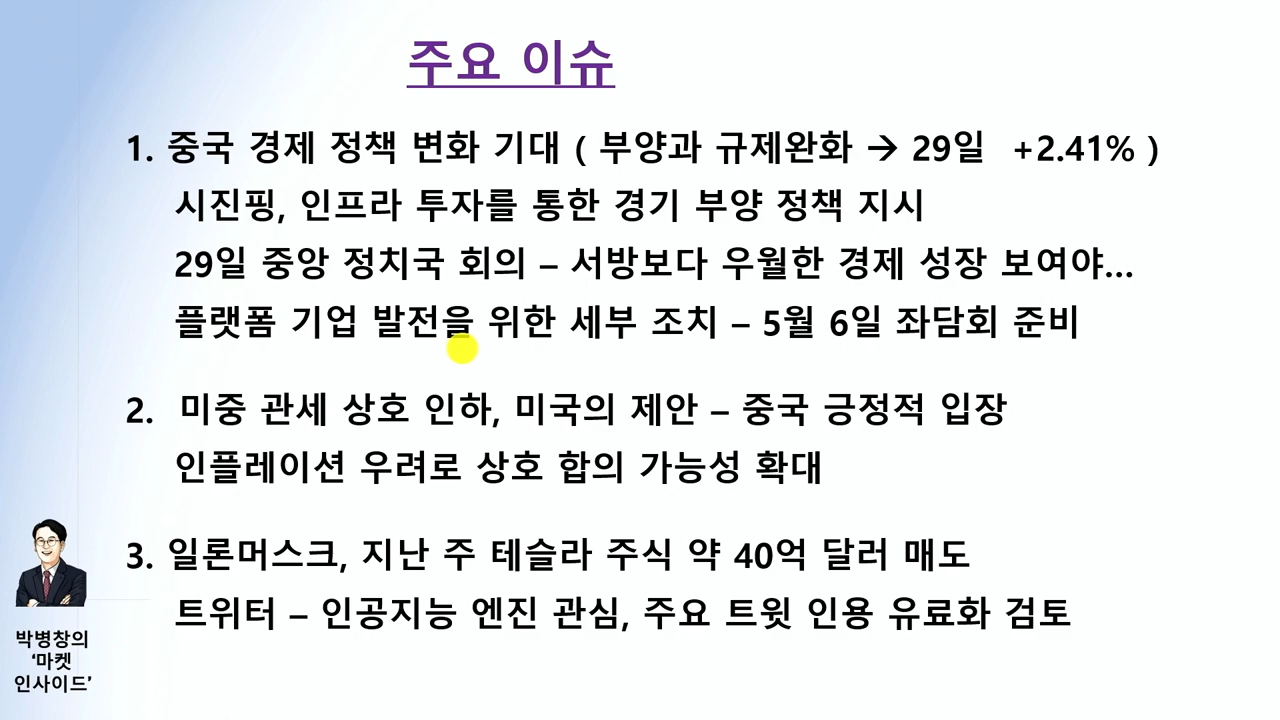 주요 이슈
1. 중국 경제 정책 변화 기대 ( 부양과 규제완화 → 29일 +2.41% )
시진핑, 인프라 투자를 통한 경기 부양 정책 지시
29일 중앙 정치국 회의 – 서방보다 우월한 경제 성장 보여야...
플랫폼 기업 발전을 위한 세부 조치 – 5월 6일 좌담회 준비
2. 미중 관세 상호 인하, 미국의 제안 – 중국 긍정적 입장
인플레이션 우려로 상호 합의 가능성 확대
3. 일론머스크, 지난 주 테슬라 주식 약 40억 달러 매도
트위터 – 인공지능 엔진 관심, 주요 트윗 인용 유료화 검토
박병창의
‘마켓
인사이드’